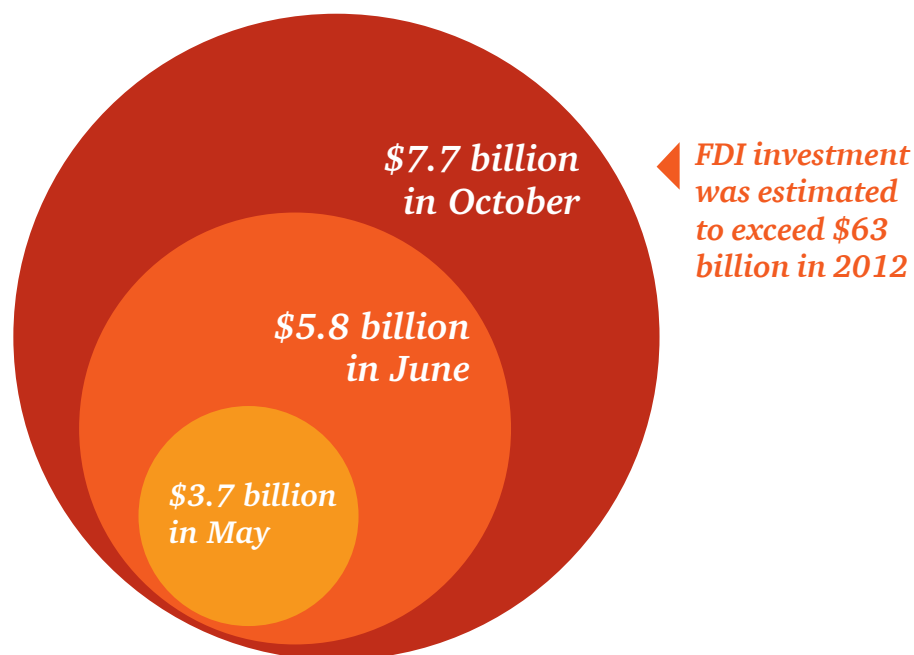 $7.7 billion
in October
FDI investment
was estimated
to exceed $63
billion in 2012
$5.8 billion
in June
$3.7 billion
in May